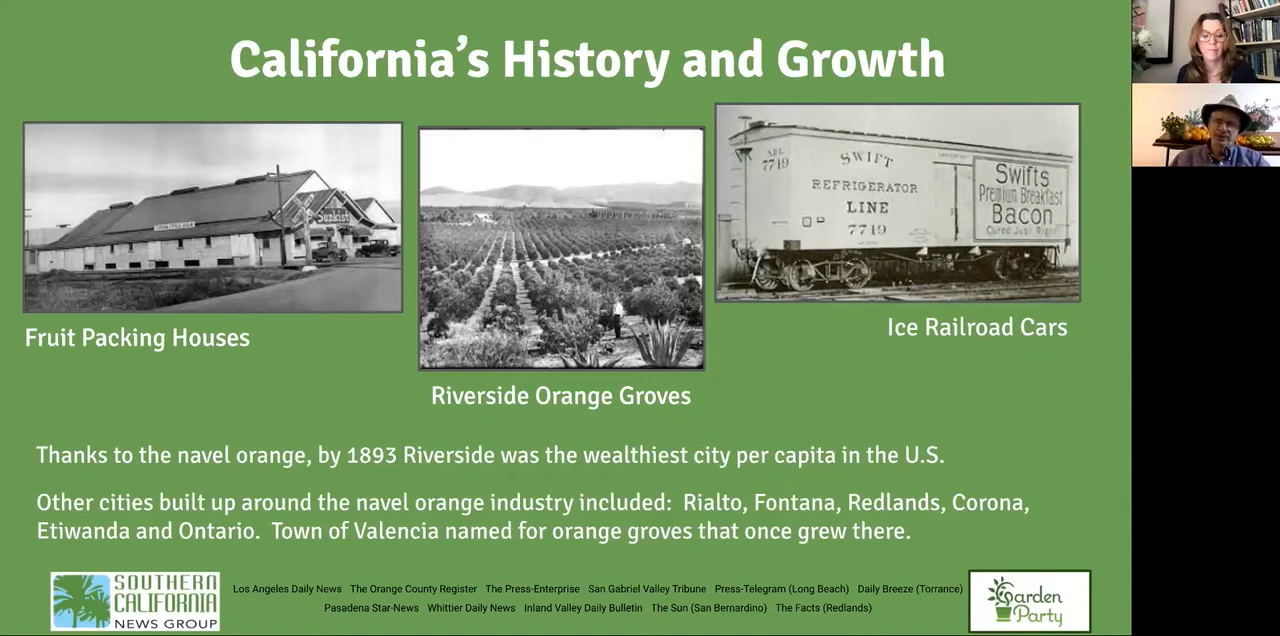 California's History and Growth
Sunkist
S.R.L.
7719
SWIFT
REFRIGERATOR
LINE
7719
Swifts
Premium Breakfast
Bacon
Cured Just Right
Fruit Packing Houses
Riverside Orange Groves
Ice Railroad Cars
Thanks to the navel orange, by 1893 Riverside was the wealthiest city per capita in the U.S.
Other cities built up around the navel orange industry included:  Rialto, Fontana, Redlands, Corona,
Etiwanda and Ontario.  Town of Valencia named for orange groves that once grew there.
SOUTHERN
CALIFORNIA
NEWS GROUP
Los Angeles Daily News   The Orange County Register   The Press-Enterprise   San Gabriel Valley Tribune   Press-Telegram (Long Beach)   Daily Breeze (Torrance)
Pasadena Star-News   Whittier Daily News   Inland Valley Daily Bulletin   The Sun (San Bernardino)   The Facts (Redlands)
Garden
Party